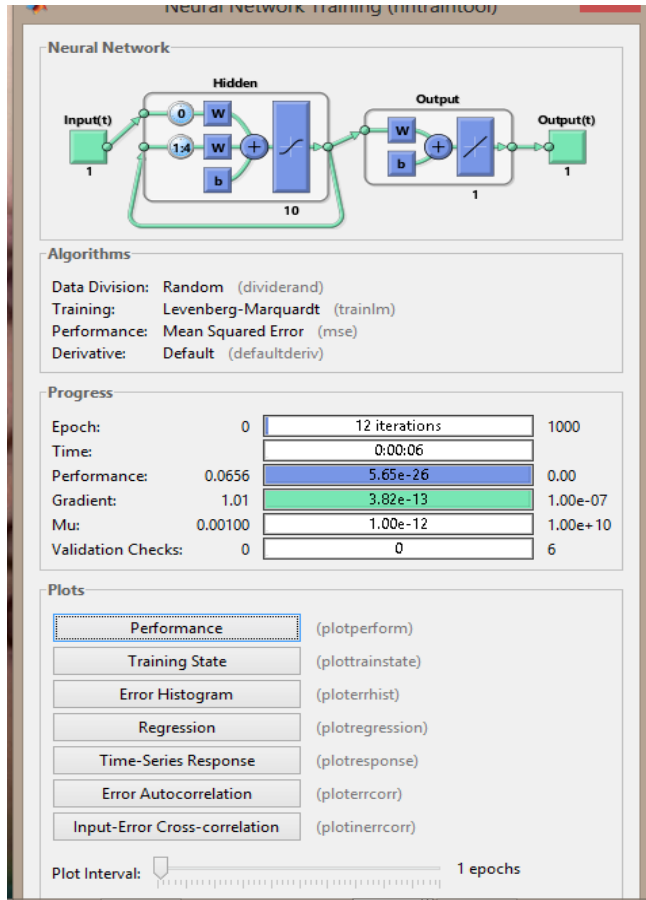 Neural Network Training (nntraintool)
Neural Network
Hidden
Output
Input(t)
0
W
W
Output(t)
1:4
W
b
b
1
10
1
1
Algorithms
Data Division: Random (dividerand)
Training: Levenberg-Marquardt (trainlm)
Performance: Mean Squared Error (mse)
Derivative: Default (defaultderiv)
Progress
Epoch: 0 12 iterations 1000
Time: 0:00:06
Performance: 0.0656 5.65e-26 0.00
Gradient: 1.01 3.82e-13 1.00e-07
Mu: 0.00100 1.00e-12 1.00e+10
Validation Checks: 0 0 6
Plots
Performance (plotperform)
Training State (plottrainstate)
Error Histogram (ploterrhist)
Regression (plotregression)
Time-Series Response (plotresponse)
Error Autocorrelation (ploterrcorr)
Input-Error Cross-correlation (plotinerrcorr)
Plot Interval: 1 epochs